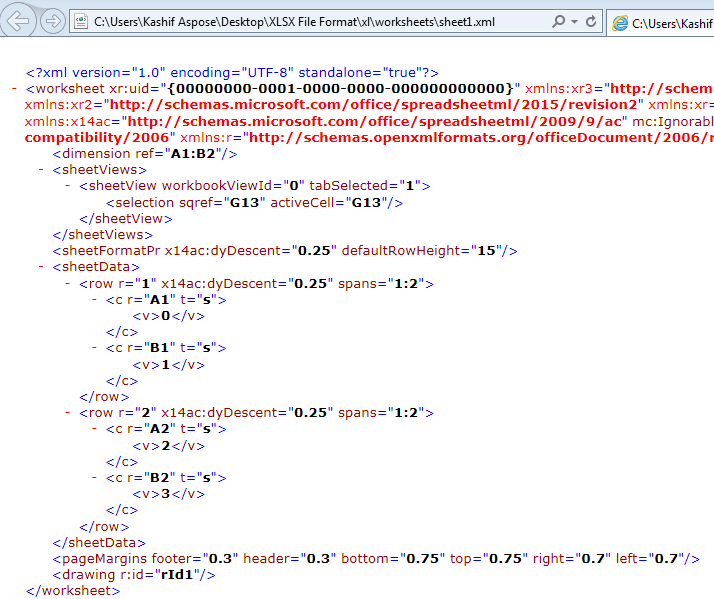 C:\Users\Kashif Aspose\Desktop\XLSX File Format\xl\worksheets\sheet1.xml C:\Users\Kashif
<?xml version="1.0" encoding="UTF-8" standalone="true"?>
- <worksheet xr:uid="{00000000-0001-0000-0000-000000000000}" xmlns:xr3="http://schem
xmlns:xr2="http://schemas.microsoft.com/office/spreadsheetml/2015/revision2" xmlns:xr=
xmlns:x14ac="http://schemas.microsoft.com/office/spreadsheetml/2009/9/ac" mc:Ignorabl
compatibility/2006" xmlns:r="http://schemas.openxmlformats.org/officeDocument/2006/r
<dimension ref="A1:B2"/>
- <sheetViews>
- <sheetView workbookViewId="0" tabSelected="1">
<selection sqref="G13" activeCell="G13"/>
</sheetView>
</sheetViews>
<sheetFormatPr x14ac:dyDescent="0.25" defaultRowHeight="15"/>
- <sheetData>
- <row r="1" x14ac:dyDescent="0.25" spans="1:2">
- <c r="A1" t="s">
<v>0</v>
</c>
- <c r="B1" t="s">
<v>1</v>
</c>
</row>
- <row r="2" x14ac:dyDescent="0.25" spans="1:2">
- <c r="A2" t="s">
<v>2</v>
</c>
- <c r="B2" t="s">
<v>3</v>
</c>
</row>
</sheetData>
<pageMargins footer="0.3" header="0.3" bottom="0.75" top="0.75" right="0.7" left="0.7"/>
<drawing r:id="rId1"/>
</worksheet>